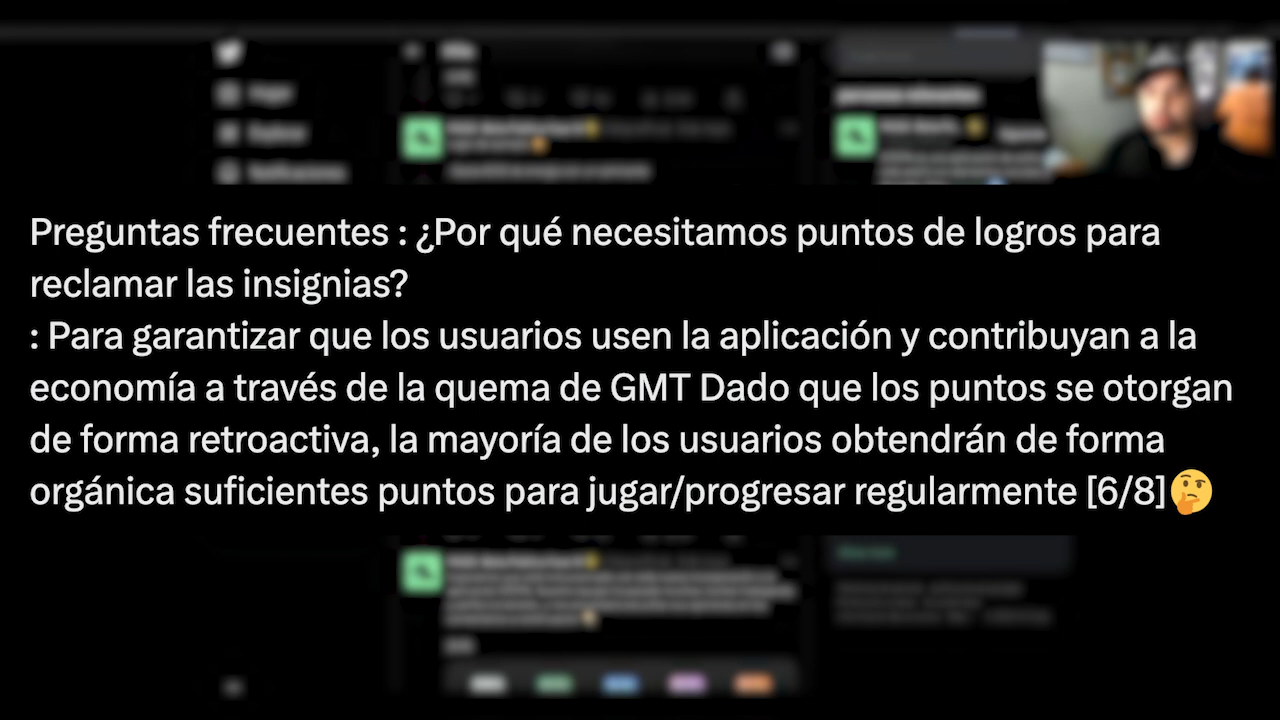 Preguntas frecuentes : ¿Por qué necesitamos puntos de logros para
reclamar las insignias?
: Para garantizar que los usuarios usen la aplicación y contribuyan a la
economía a través de la quema de GMT Dado que los puntos se otorgan
de forma retroactiva, la mayoría de los usuarios obtendrán de forma
orgánica suficientes puntos para jugar/progresar regularmente [6/8]🤔